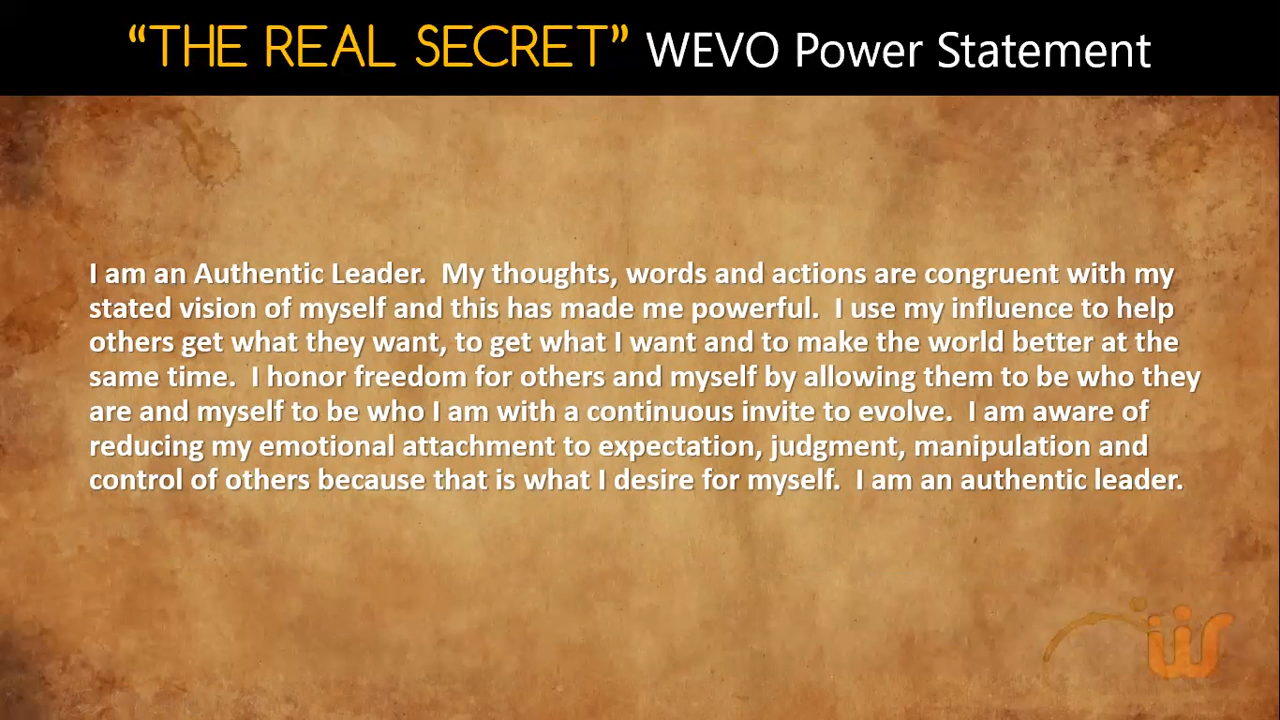 “THE REAL SECRET” WEVO Power Statement
I am an Authentic Leader.  My thoughts, words and actions are congruent with my
stated vision of myself and this has made me powerful.  I use my influence to help
others get what they want, to get what I want and to make the world better at the
same time.  I honor freedom for others and myself by allowing them to be who they
are and myself to be who I am with a continuous invite to evolve.  I am aware of
reducing my emotional attachment to expectation, judgment, manipulation and
control of others because that is what I desire for myself.  I am an authentic leader.